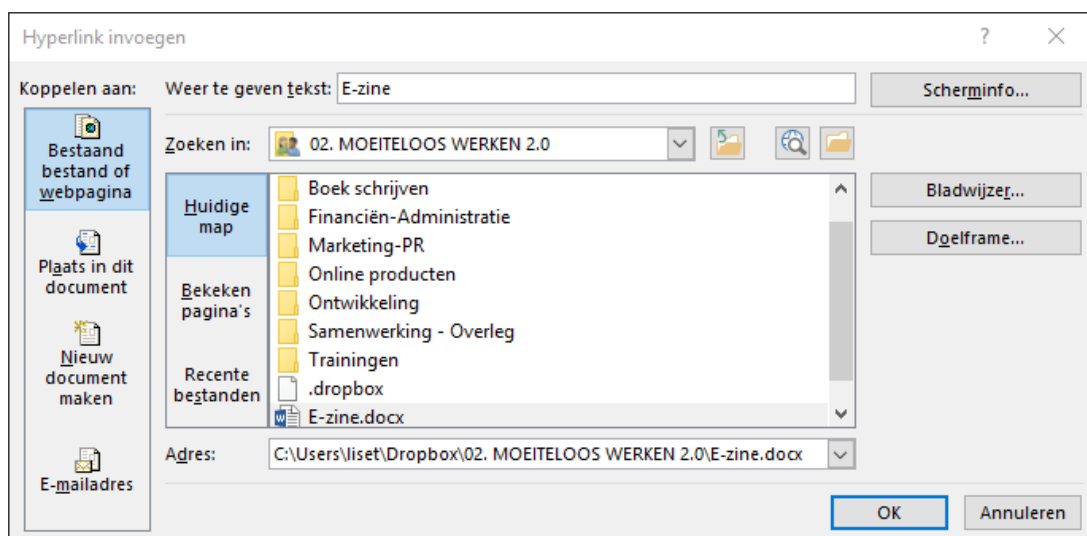 Hyperlink invoegen
?
Koppelen aan:
Weer te geven tekst:
E-zine
Scherminfo...
Bestaand
bestand of
webpagina
Zoeken in:
02. MOEITELOOS WERKEN 2.0
Huidige
map
Boek schrijven
Financiën-Administratie
Marketing-PR
Online producten
Ontwikkeling
Samenwerking - Overleg
Trainingen
.dropbox
E-zine.docx
Bladwijzer...
Doelframe...
Plaats in dit
document
Bekeken
pagina's
Nieuw
document
maken
Recente
bestanden
Adres:
C:\Users\liset\Dropbox\02. MOEITELOOS WERKEN 2.0\E-zine.docx
E-mailadres
OK
Annuleren